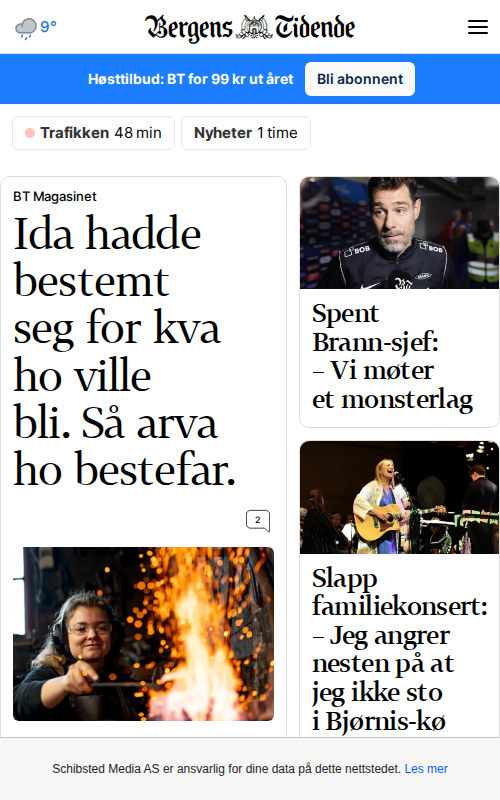 9°
Bergens Tidende
Høsttilbud: BT for 99 kr ut året
Bli abonnent
Trafikken 48 min
Nyheter 1 time
BT Magasinet
Ida hadde
bestemt
seg for kva
ho ville
bli. Så arva
ho bestefar.
2
BOB
BOB
Spent
Brann-sjef:
– Vi møter
et monsterlag
Slapp
familiekonsert:
– Jeg angrer
nesten på at
jeg ikke sto
i Bjørnis-kø
Schibsted Media AS er ansvarlig for dine data på dette nettstedet. Les mer